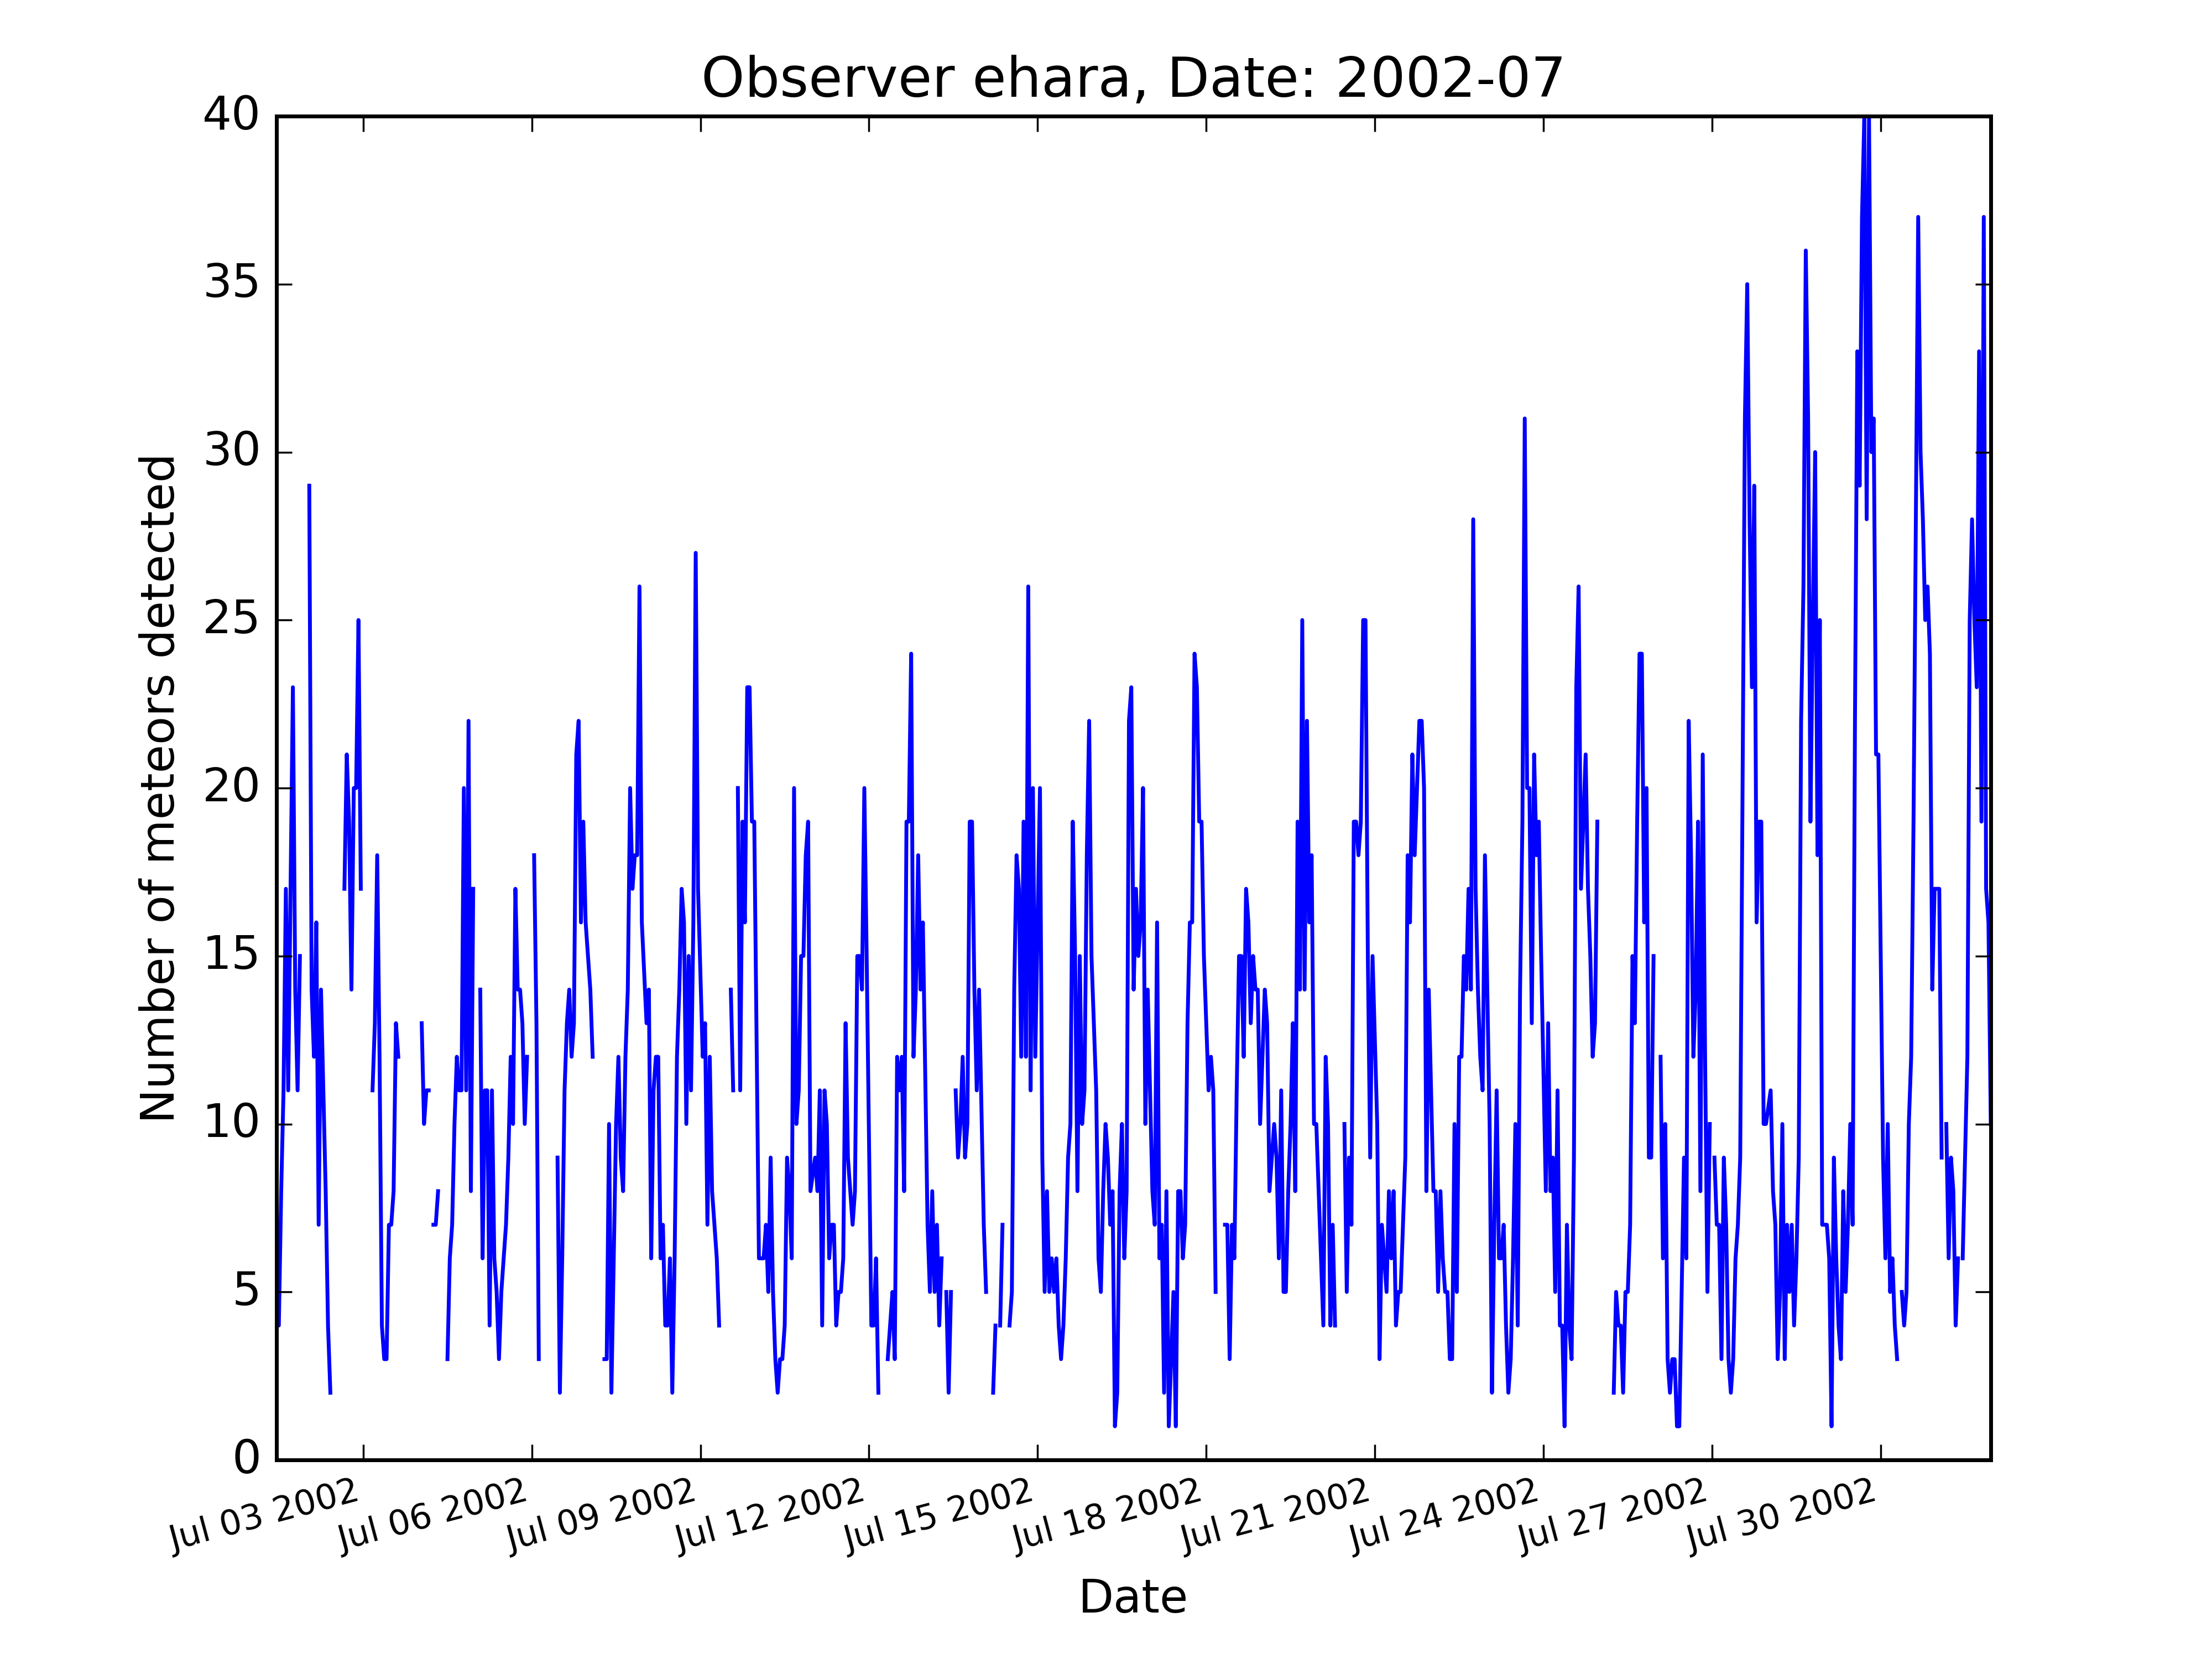 Observer ehara, Date: 2002-07
Number of meteors detected
40
35
30
25
20
15
10
5
0
Jul 03 2002
Jul 06 2002
Jul 09 2002
Jul 12 2002
Jul 15 2002
Jul 18 2002
Jul 21 2002
Jul 24 2002
Jul 27 2002
Jul 30 2002
Date